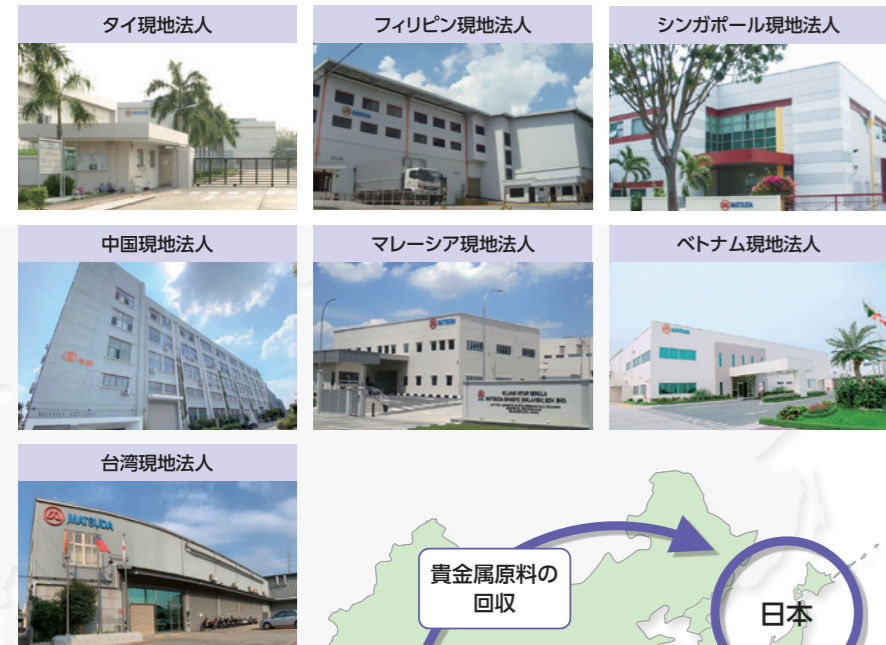 タイ現地法人
フィリピン現地法人
シンガポール現地法人
MATSUDA
中国現地法人
マレーシア現地法人
ベトナム現地法人
MATSUDA
台湾現地法人
MATSUDA
貴金属原料の
回収
日本